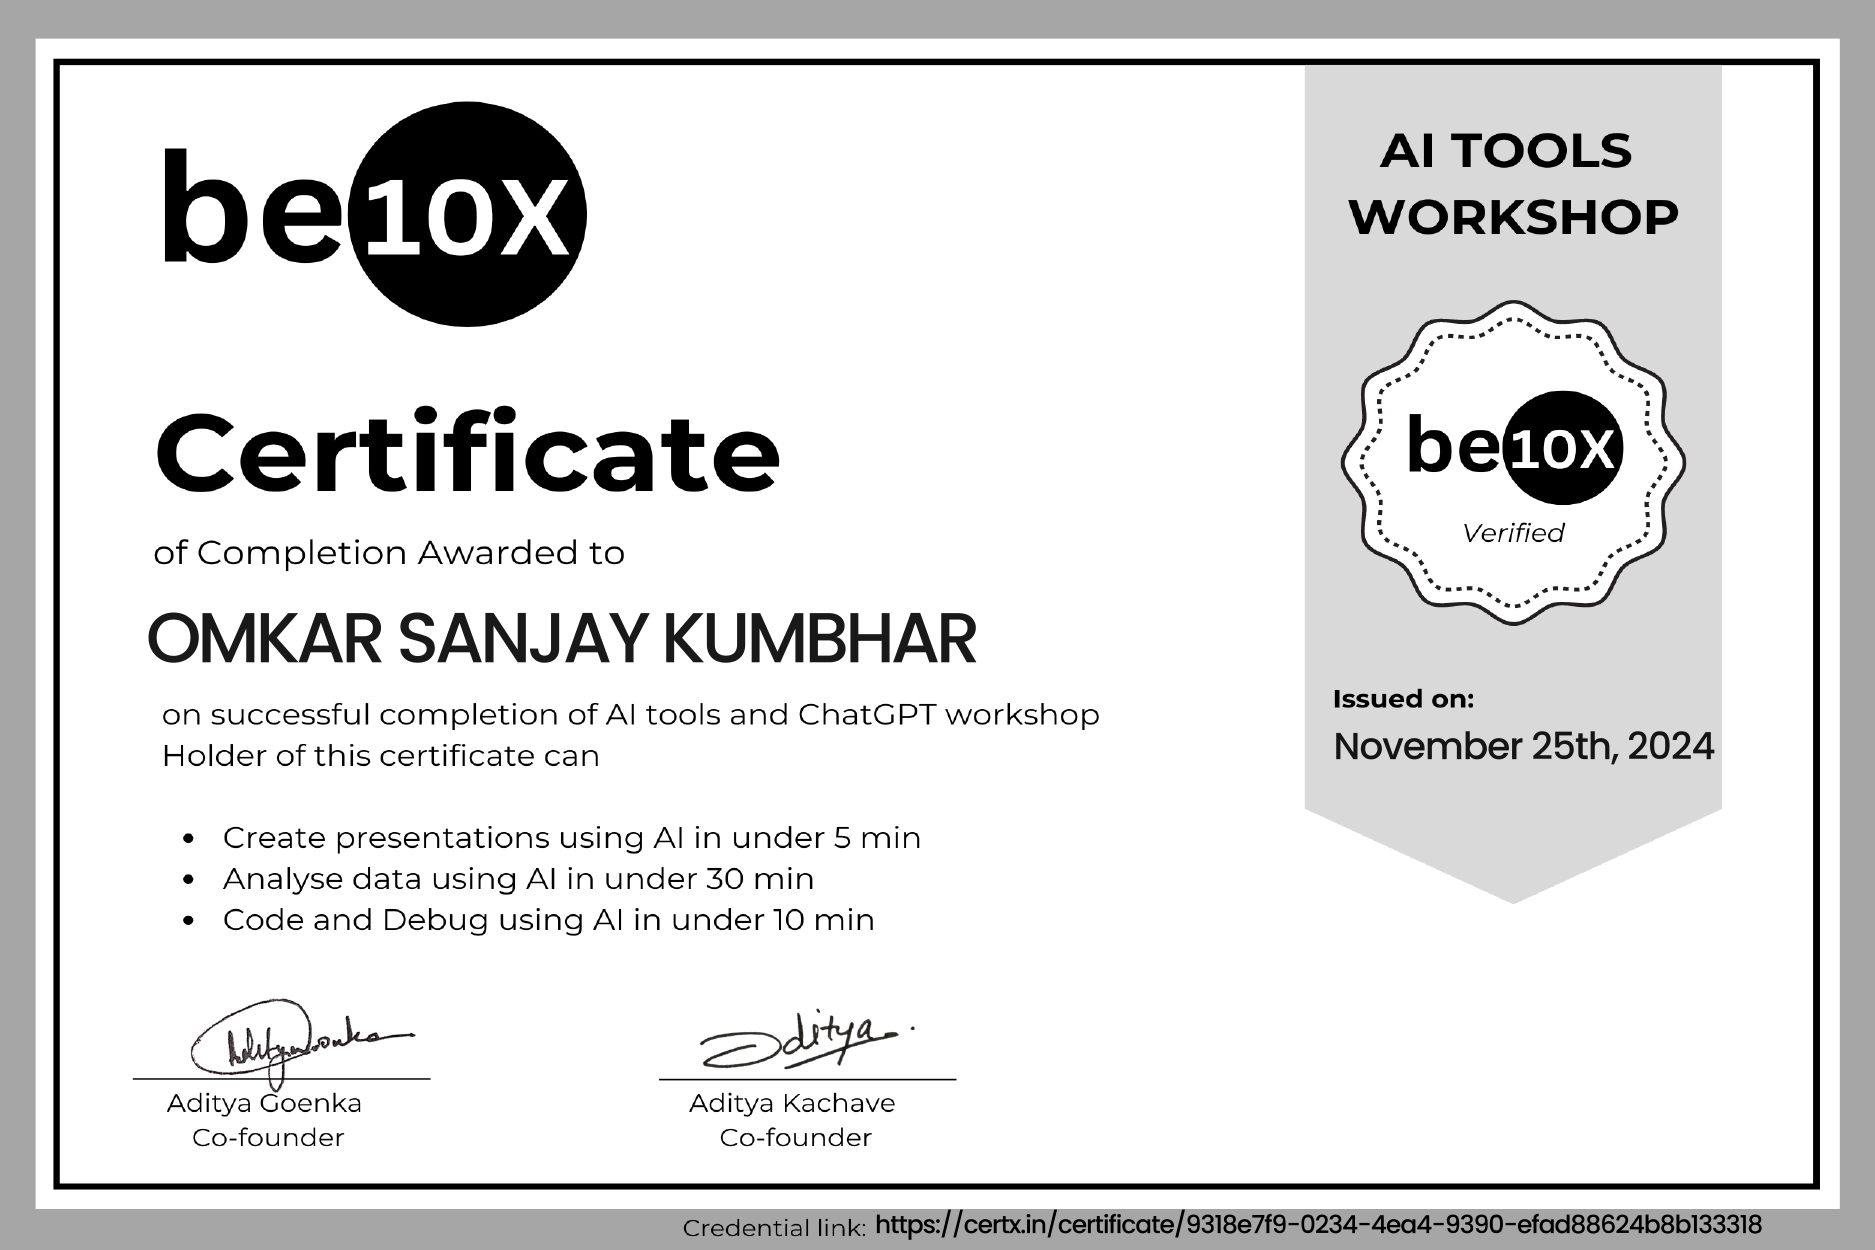 be10X
Certificate
of Completion Awarded to
OMKAR SANJAY KUMBHAR
on successful completion of AI tools and ChatGPT workshop
Holder of this certificate can
• Create presentations using AI in under 5 min
• Analyse data using AI in under 30 min
• Code and Debug using AI in under 10 min
Aditya Goenka
Aditya Goenka
Co-founder
Aditya
Aditya Kachave
Co-founder
AI TOOLS
WORKSHOP
be10X
Verified
Issued on:
November 25th, 2024
Credential link: https://certx.in/certificate/9318e7f9-0234-4ea4-9390-efad88624b8b133318